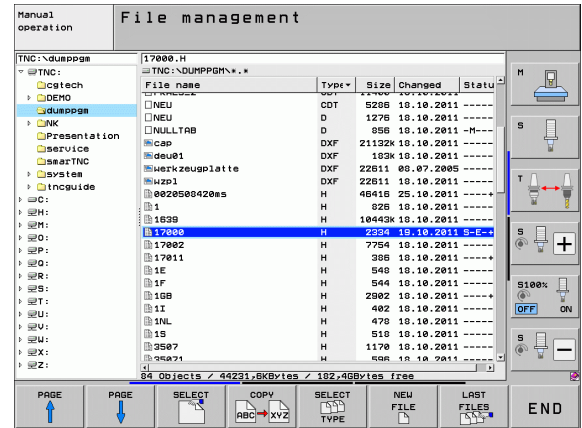 Manual
operation
File management
TNC:\dumppgm
17000.H
TNC:
cgtech
DEMO
dumppgm
NK
Presentation
service
smarTNC
system
tncguide
C:
H:
M:
O:
P:
Q:
R:
S:
T:
U:
V:
W:
X:
Z:
TNC:\DUMPPGM\*.*
File name Type Size Changed Statu
NEU CDT 5286 18.10.2011 -----
NEU D 1276 18.10.2011 -----
NULLTAB D 856 18.10.2011 -M---
cap DXF 21132k 18.10.2011 -----
deu01 DXF 183k 18.10.2011 -----
Werkzeugplatte DXF 22611 08.07.2005 -----
wzpl DXF 22611 18.10.2011 -----
0020508420ms H 46416 25.10.2011 ----+
1 H 826 18.10.2011 -----
1639 H 10443k 18.10.2011 -----
17000 H 2334 19.10.2011 S-E-+
17002 H 7754 18.10.2011 -----
17011 H 386 18.10.2011 ----+
1E H 548 18.10.2011 -----
1F H 544 18.10.2011 -----
1GB H 2902 18.10.2011 ----+
1I H 402 18.10.2011 -----
1NL H 478 18.10.2011 -----
1S H 518 18.10.2011 -----
3507 H 1170 18.10.2011 -----
35071 H 596 18.10.2011 -----
84 Objects / 44231,6KBytes / 182,4GBytes free
M
S
T
S
S100%
OFF ON
S
PAGE
PAGE
SELECT
COPY
ABC XYZ
SELECT
TYPE
NEW
FILE
LAST
FILES
END